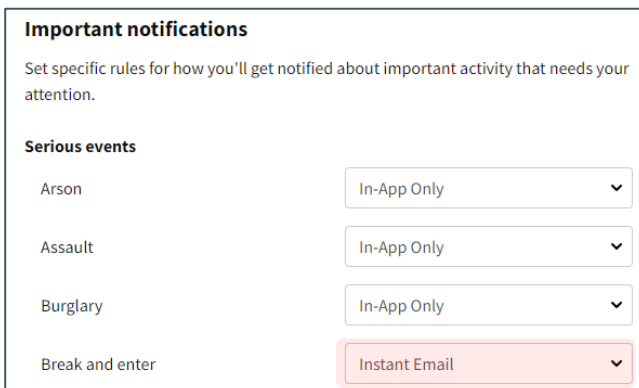 Important notifications
Set specific rules for how you'll get notified about important activity that needs your
attention.
Serious events
Arson In-App Only
Assault In-App Only
Burglary In-App Only
Break and enter Instant Email